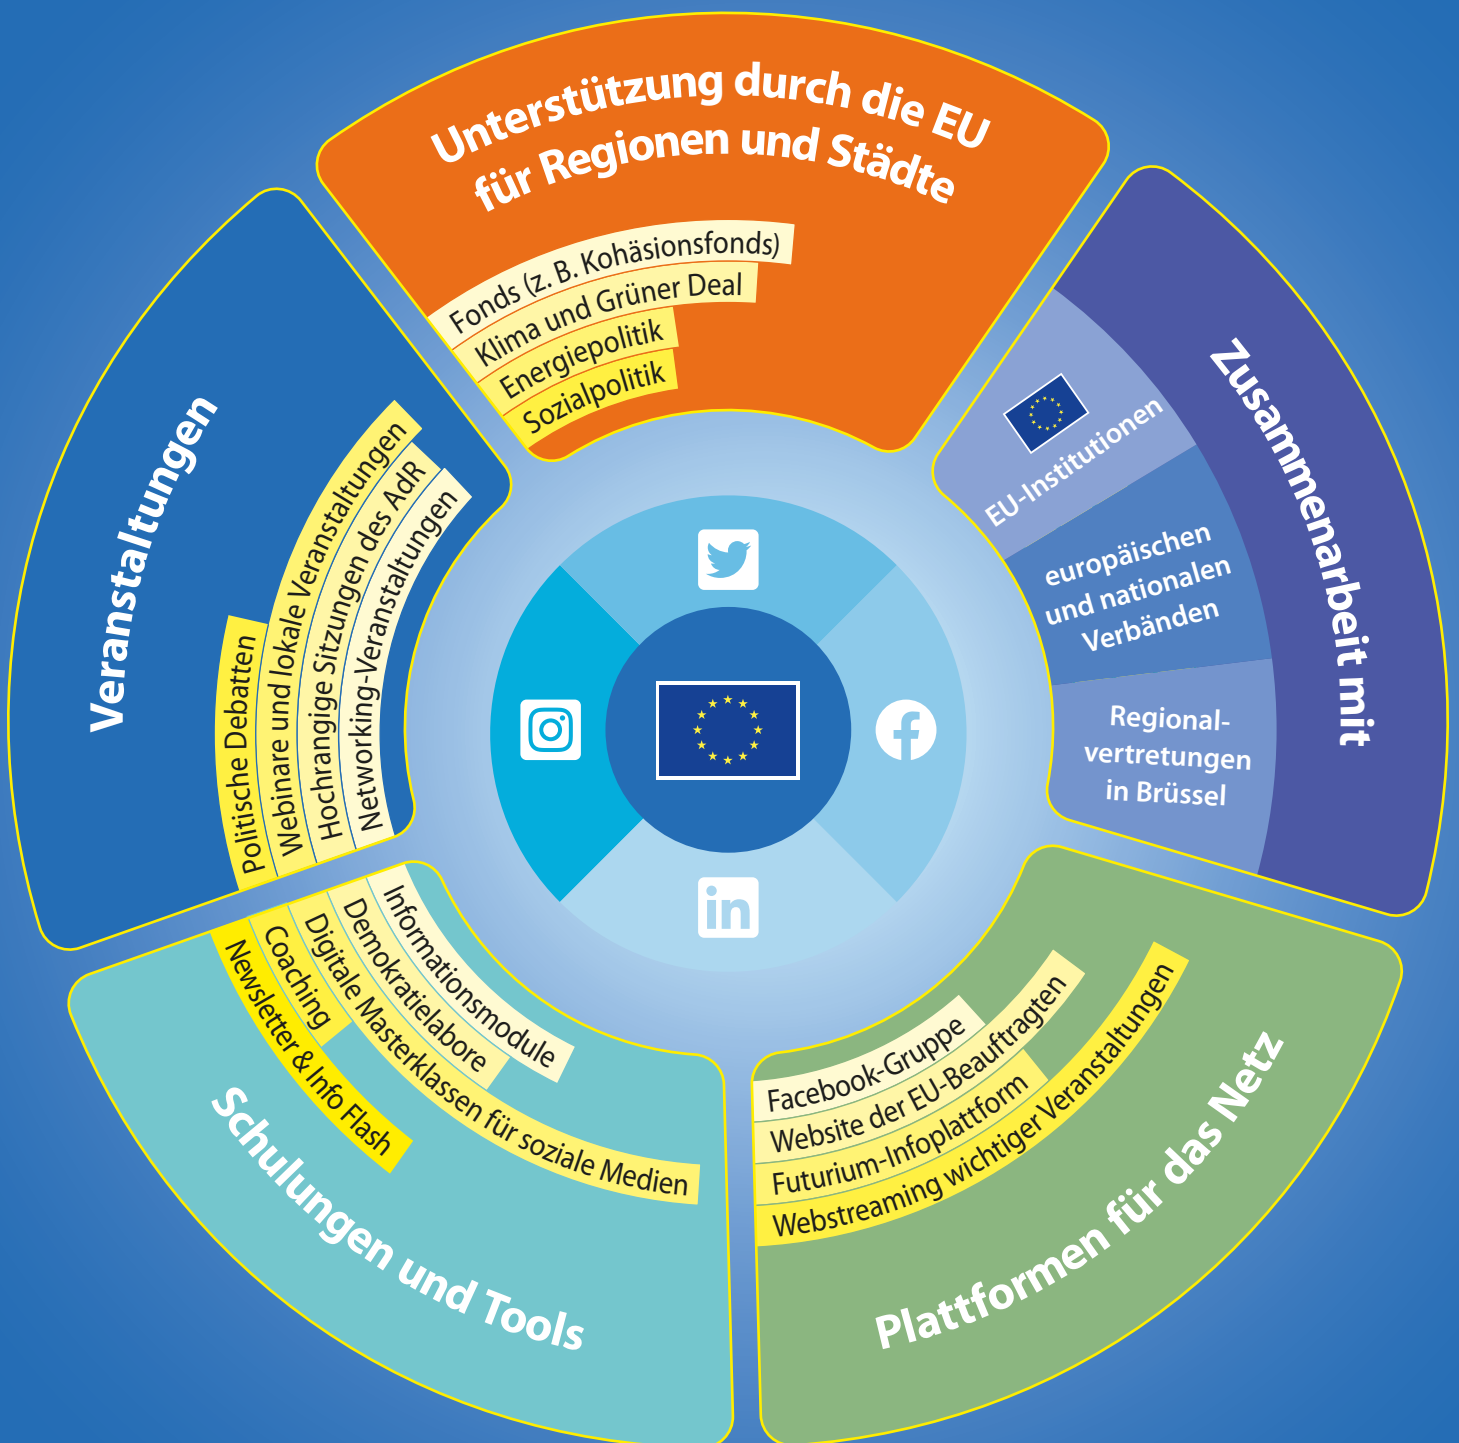 Unterstützung durch die EU
für Regionen und Städte
Fonds (z. B. Kohäsionsfonds)
Klima und Grüner Deal
Energiepolitik
Sozialpolitik
Zusammenarbeit mit
EU-Institutionen
europäischen
und nationalen
Verbänden
Regional-
vertretungen
in Brüssel
Plattformen für das Netz
Facebook-Gruppe
Website der EU-Beauftragten
Futurium-Infoplattform
Webstreaming wichtiger Veranstaltungen
Schulungen und Tools
Informationsmodule
Demokratielabore
Digitale Masterklassen für soziale Medien
Coaching
Newsletter & Info Flash
Veranstaltungen
Politische Debatten
Webinare und lokale Veranstaltungen
Hochrangige Sitzungen des AdR
Networking-Veranstaltungen
in